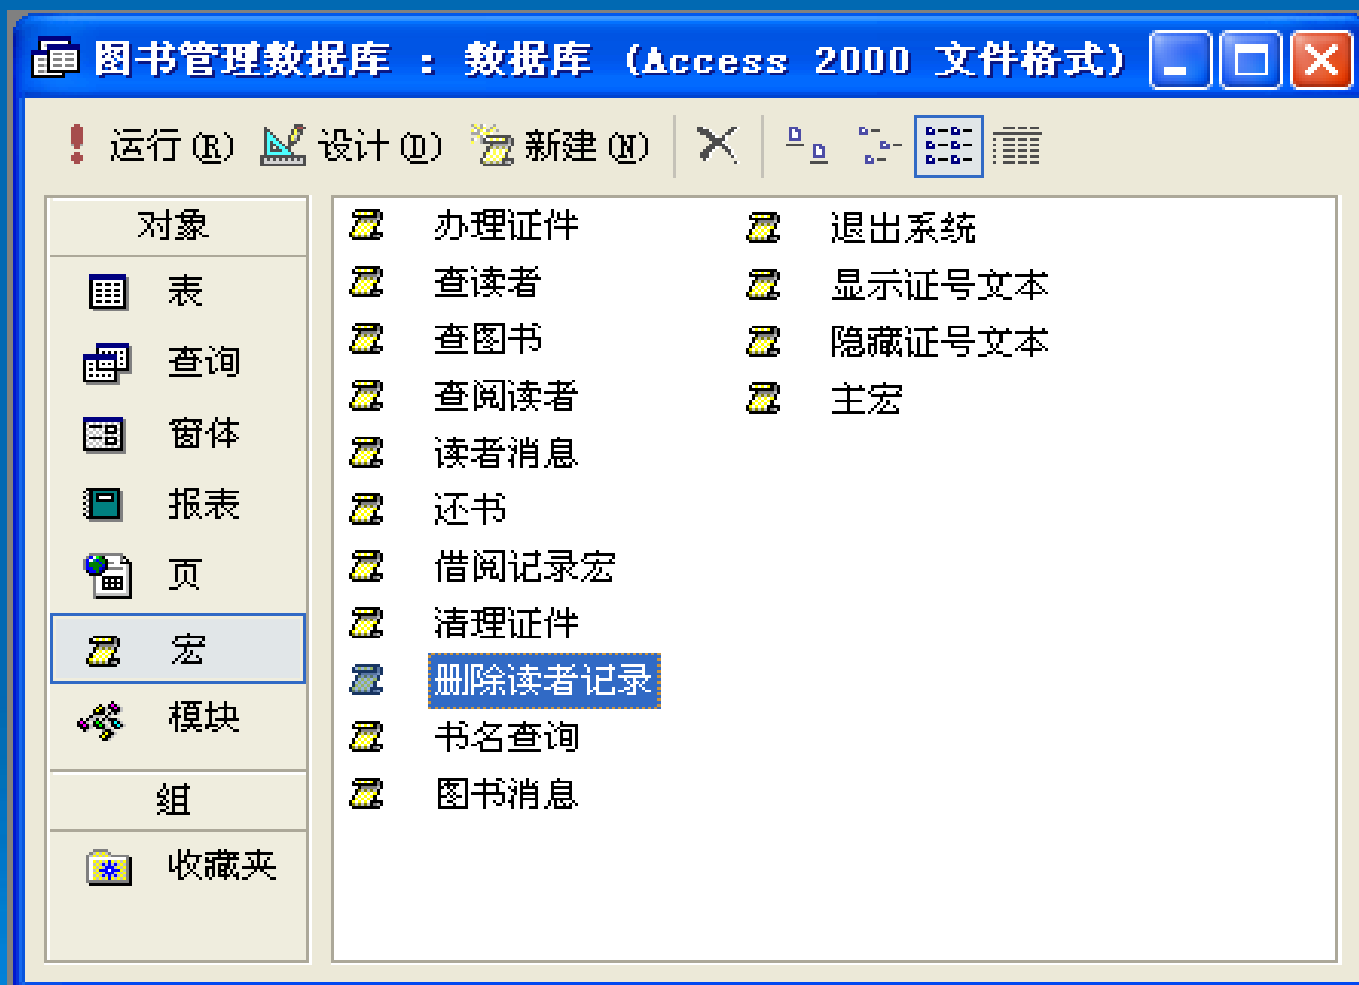 图书管理数据库 : 数据库 (Access 2000 文件格式)
运行(R) 设计(D) 新建(N)
对象
表
查询
窗体
报表
页
宏
模块
组
收藏夹
办理证件
查读者
查图书
查阅读者
读者消息
还书
借阅记录宏
清理证件
删除读者记录
书名查询
图书消息
退出系统
显示证号文本
隐藏证号文本
主宏